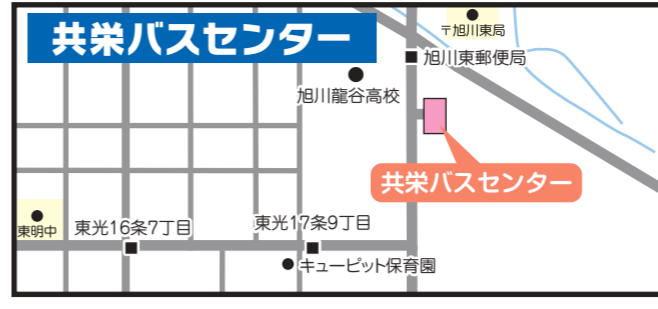 共栄バスセンター
〒旭川東局
旭川東郵便局
旭川龍谷高校
共栄バスセンター
東明中
東光16条7丁目
東光17条9丁目
キューピット保育園